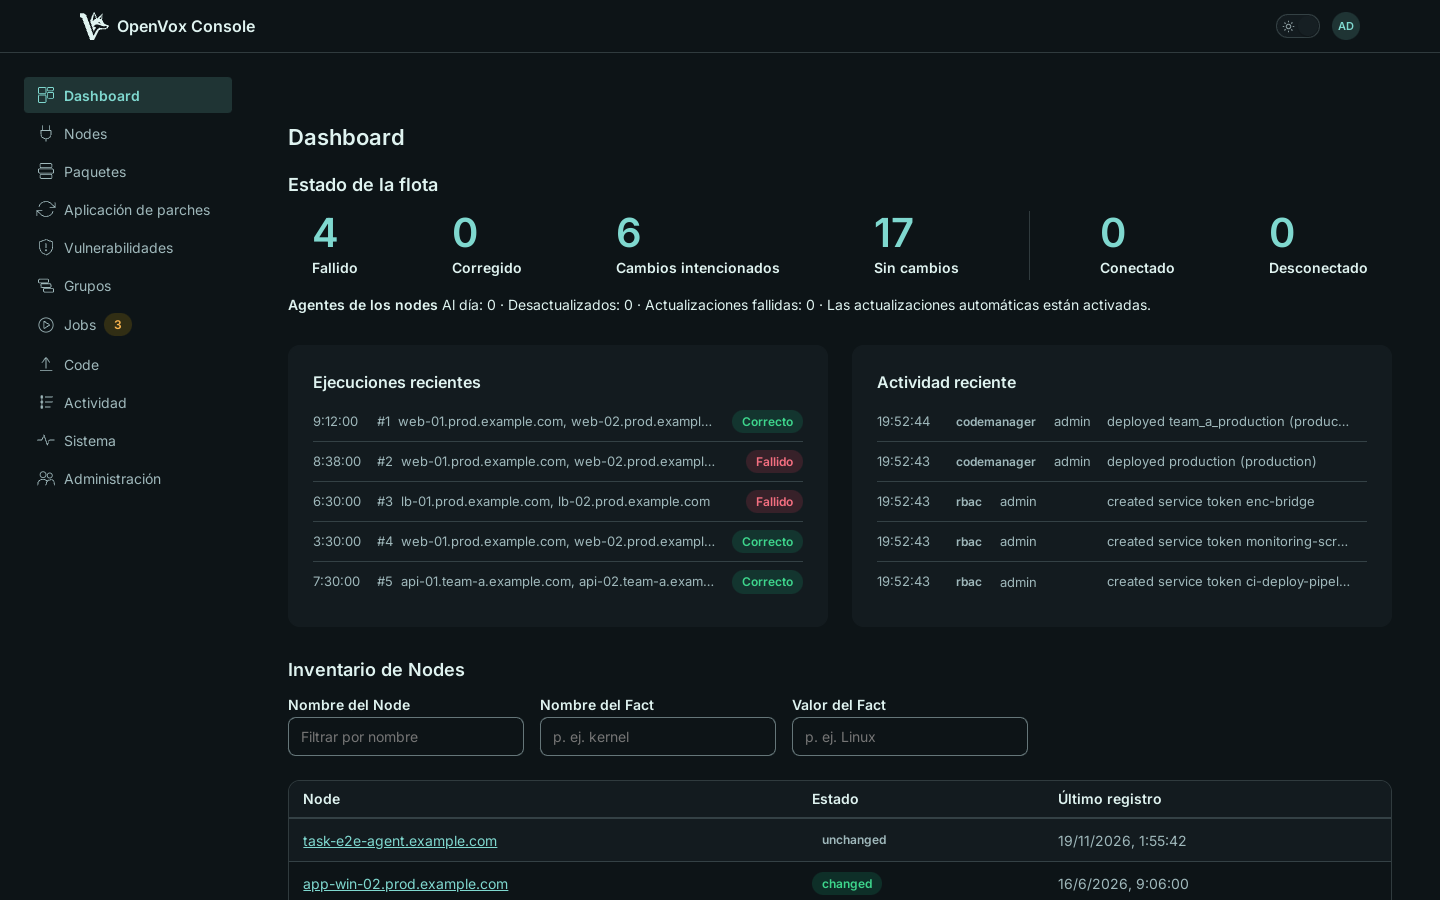 OpenVox Console
AD
Dashboard
Nodes
Paquetes
Aplicación de parches
Vulnerabilidades
Grupos
Jobs 3
Code
Actividad
Sistema
Administración
Dashboard
Estado de la flota
4 Fallido
0 Corregido
6 Cambios intencionados
17 Sin cambios
0 Conectado
0 Desconectado
Agentes de los nodos Al día: 0 · Desactualizados: 0 · Actualizaciones fallidas: 0 · Las actualizaciones automáticas están activadas.
Ejecuciones recientes
9:12:00 #1 web-01.prod.example.com, web-02.prod.exampl... Correcto
8:38:00 #2 web-01.prod.example.com, web-02.prod.exampl... Fallido
6:30:00 #3 lb-01.prod.example.com, lb-02.prod.example.com Fallido
3:30:00 #4 web-01.prod.example.com, web-02.prod.exampl... Correcto
7:30:00 #5 api-01.team-a.example.com, api-02.team-a.exam... Correcto
Actividad reciente
19:52:44 codemanager admin deployed team_a_production (produc...
19:52:43 codemanager admin deployed production (production)
19:52:43 rbac admin created service token enc-bridge
19:52:43 rbac admin created service token monitoring-scr...
19:52:43 rbac admin created service token ci-deploy-pipel...
Inventario de Nodes
Nombre del Node
Filtrar por nombre
Nombre del Fact
p. ej. kernel
Valor del Fact
p. ej. Linux
Node Estado Último registro
task-e2e-agent.example.com unchanged 19/11/2026, 1:55:42
app-win-02.prod.example.com changed 16/6/2026, 9:06:00